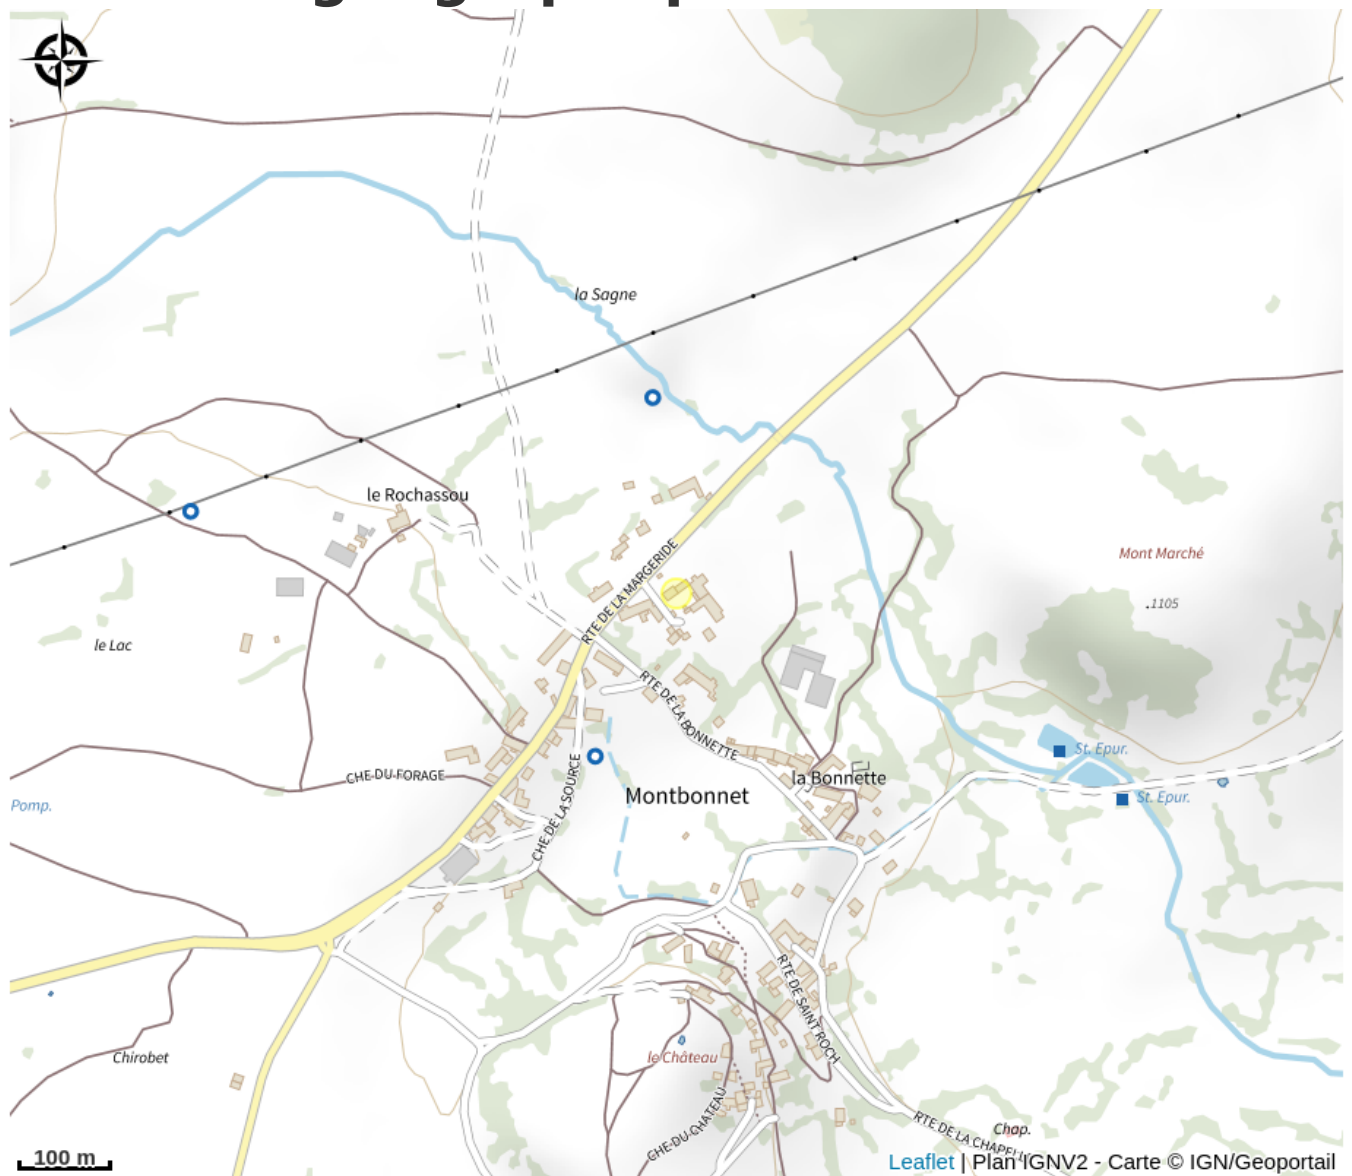 la Sagne
le Rochassou
RTE DE LA MARGERIDE
Mont Marché
.1105
le Lac
RTE DE LA BONNETTE
St. Epur.
CHE DU FORAGE
la Bonnette
Pomp.
CHE DE LA SOURCE
Montbonnet
St. Epur.
RTE DE SAINT ROCH
Chirobet
le Château
CHE DU CHATEAU
RTE DE LA CHAPELL
Chap.
100 m
Leaflet | Plan IGNV2 - Carte © IGN/Geoportail